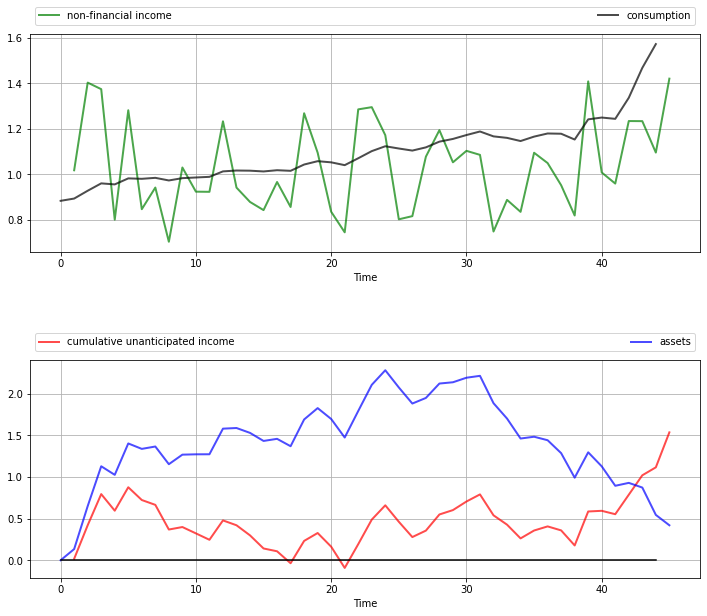 non-financial income consumption
1.6
1.4
1.2
1.0
0.8
0 10 20 30 40
Time
cumulative unanticipated income assets
2.0
1.5
1.0
0.5
0.0
0 10 20 30 40
Time